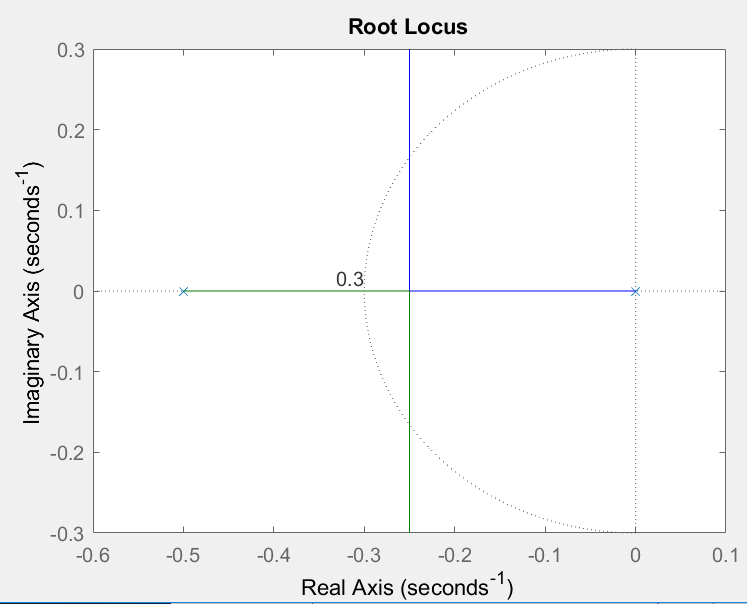 Root Locus
0.3
0.2
0.1
0
-0.1
-0.2
-0.3
Imaginary Axis (seconds-1)
0.3
-0.6 -0.5 -0.4 -0.3 -0.2 -0.1 0 0.1
Real Axis (seconds-1)